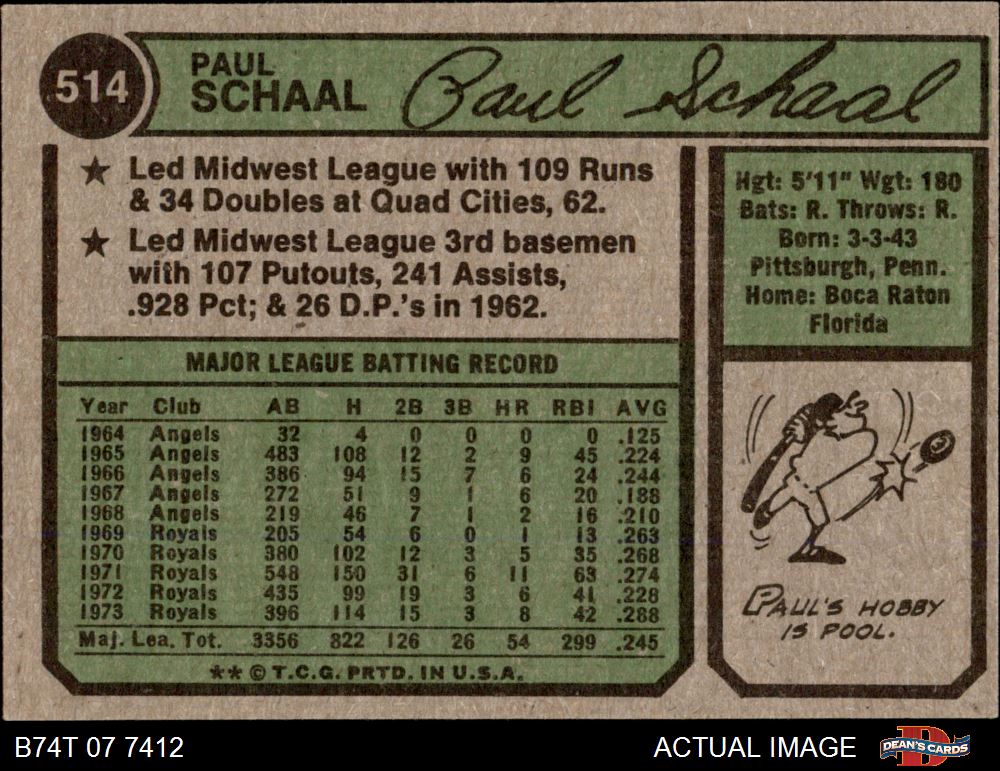 514
PAUL
SCHAAL
Paul Schaal
★ Led Midwest League with 109 Runs
& 34 Doubles at Quad Cities, 62.
★ Led Midwest League 3rd basemen
with 107 Putouts, 241 Assists,
.928 Pct; & 26 D.P.'s in 1962.
Hgt: 5'11" Wgt: 180
Bats: R. Throws: R.
Born: 3-3-43
Pittsburgh, Penn.
Home: Boca Raton
Florida
MAJOR LEAGUE BATTING RECORD
Year Club AB H 2B 3B HR RBI AVG
1964 Angels 32 4 0 0 0 0 .125
1965 Angels 483 108 12 2 9 45 .224
1966 Angels 386 94 15 7 6 24 .244
1967 Angels 272 51 9 1 6 20 .188
1968 Angels 219 46 7 1 2 16 .210
1969 Royals 205 54 6 0 1 13 .263
1970 Royals 380 102 12 3 5 35 .268
1971 Royals 548 150 31 6 11 63 .274
1972 Royals 435 99 19 3 6 41 .228
1973 Royals 396 114 15 3 8 42 .288
Maj. Lea. Tot. 3356 822 126 26 54 299 .245
** © T.C.G. PRTD. IN U.S.A.
PAUL'S HOBBY
IS POOL.
B74T 07 7412
ACTUAL IMAGE
DEAN'S CARDS